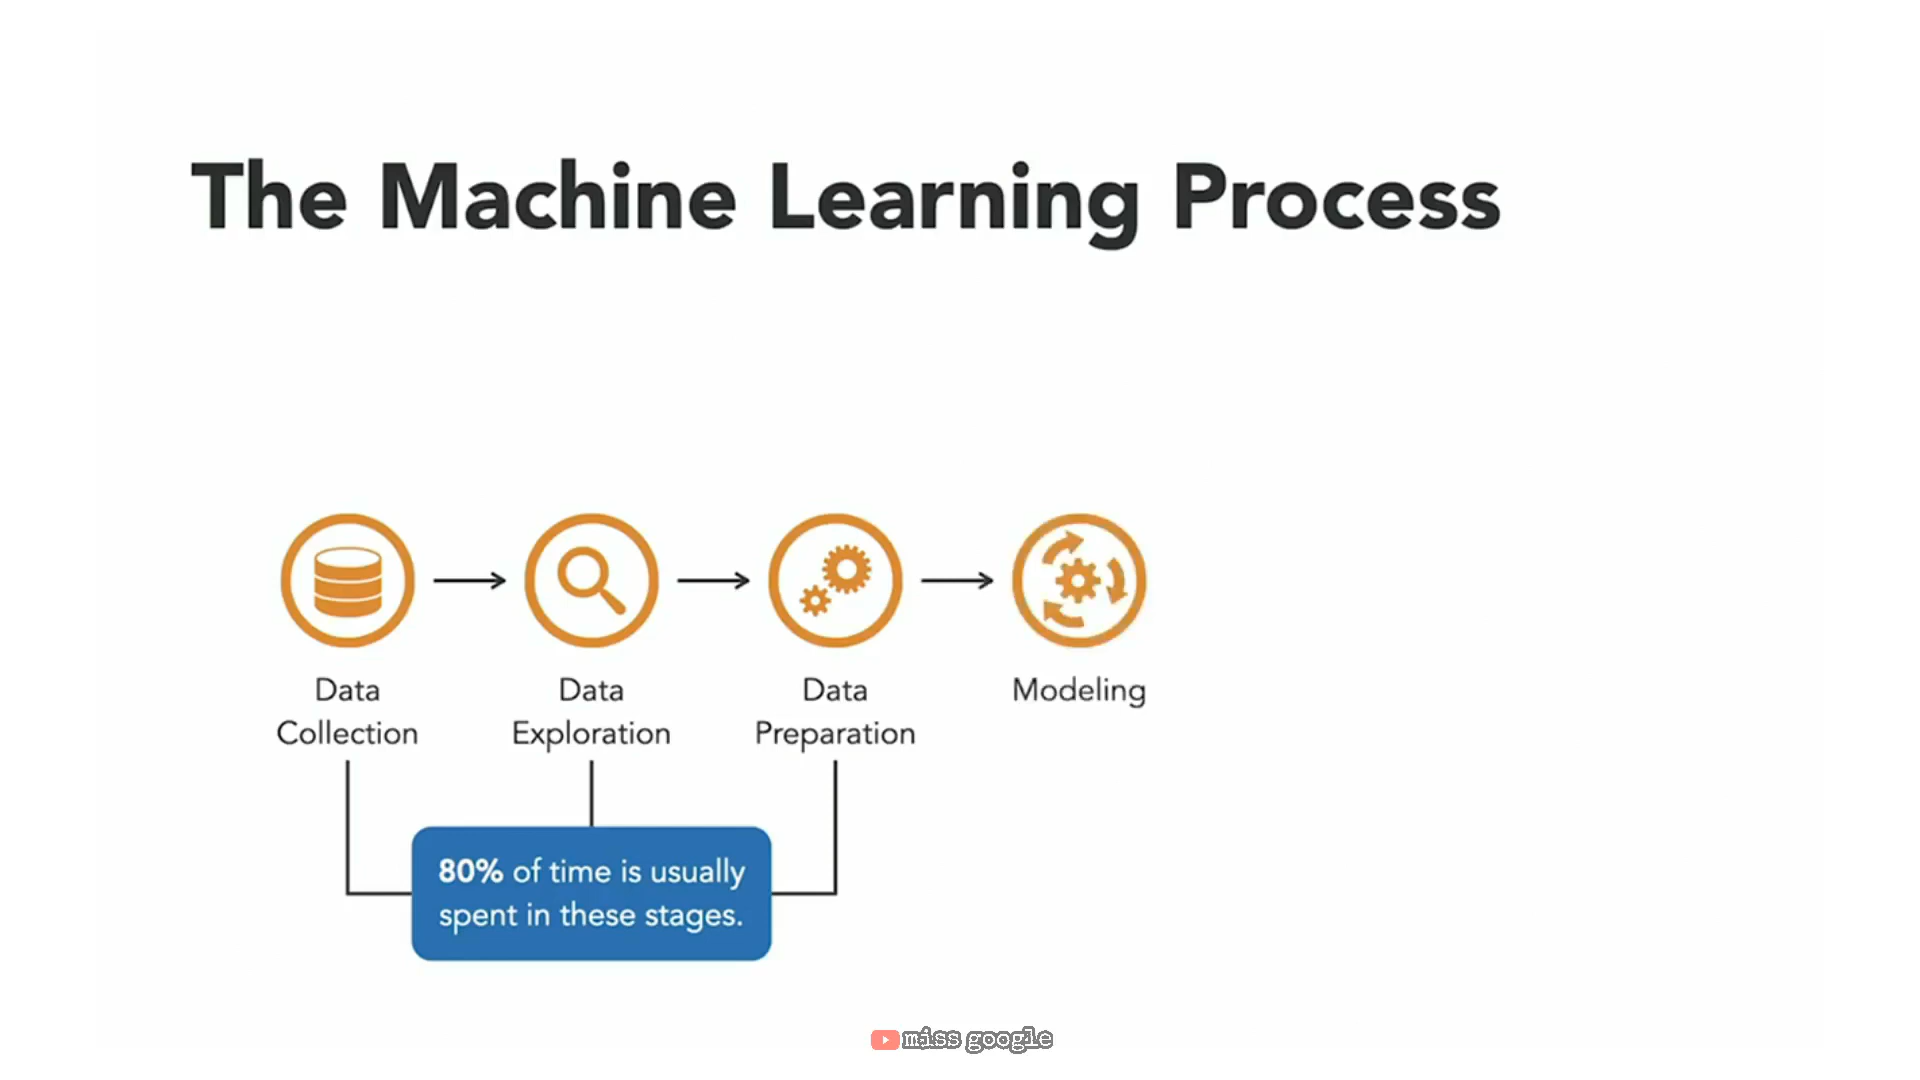 The Machine Learning Process
Data
Collection
Data
Exploration
Data
Preparation
Modeling
80% of time is usually
spent in these stages.
miss google